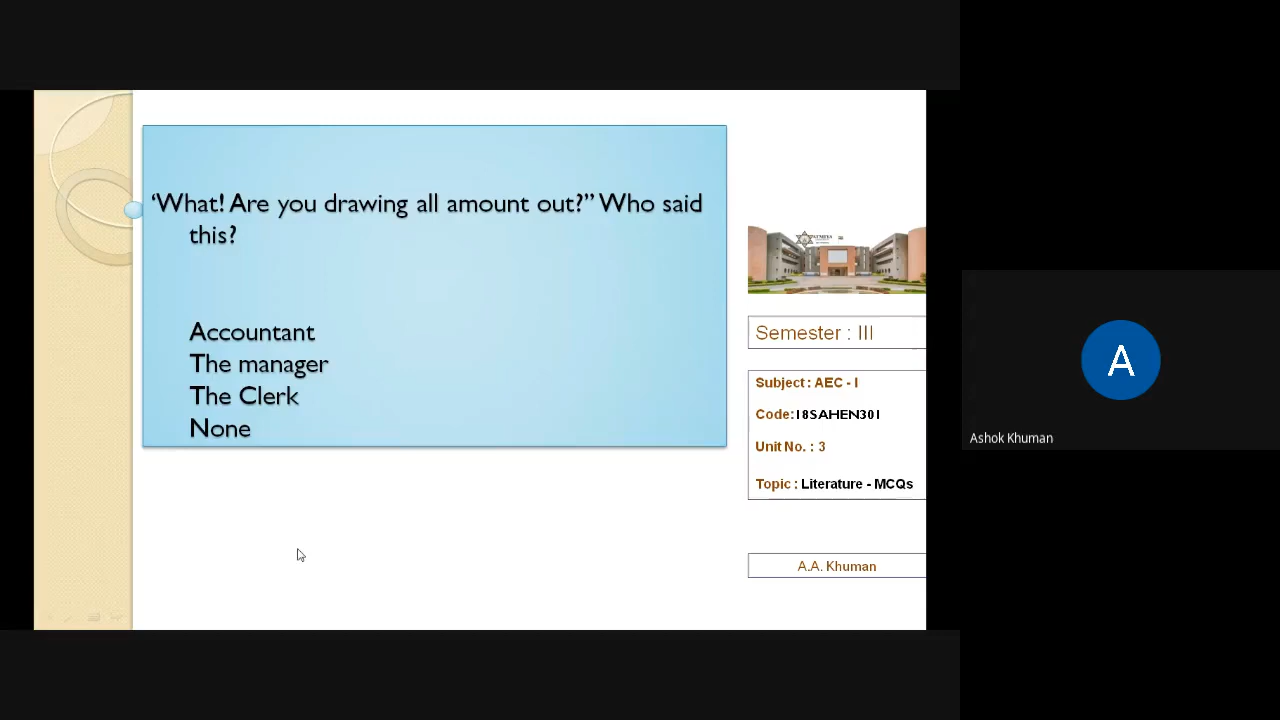 ‘What! Are you drawing all amount out?” Who said
this?
Accountant
The manager
The Clerk
None
Semester : III
Subject : AEC - I
Code:18SAHEN301
Unit No. : 3
Topic : Literature - MCQs
A.A. Khuman
A
Ashok Khuman